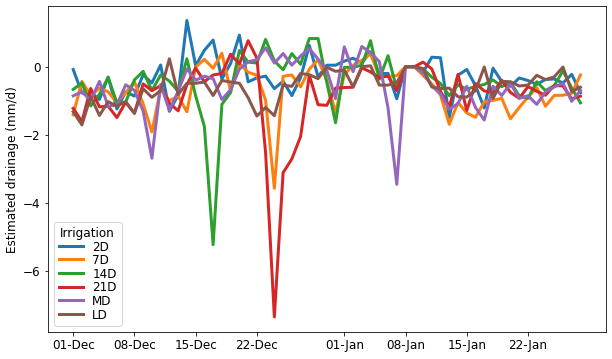 Estimated drainage (mm/d)
0
−2
−4
−6
Irrigation
2D
7D
14D
21D
MD
LD
01-Dec 08-Dec 15-Dec 22-Dec 01-Jan 08-Jan 15-Jan 22-Jan